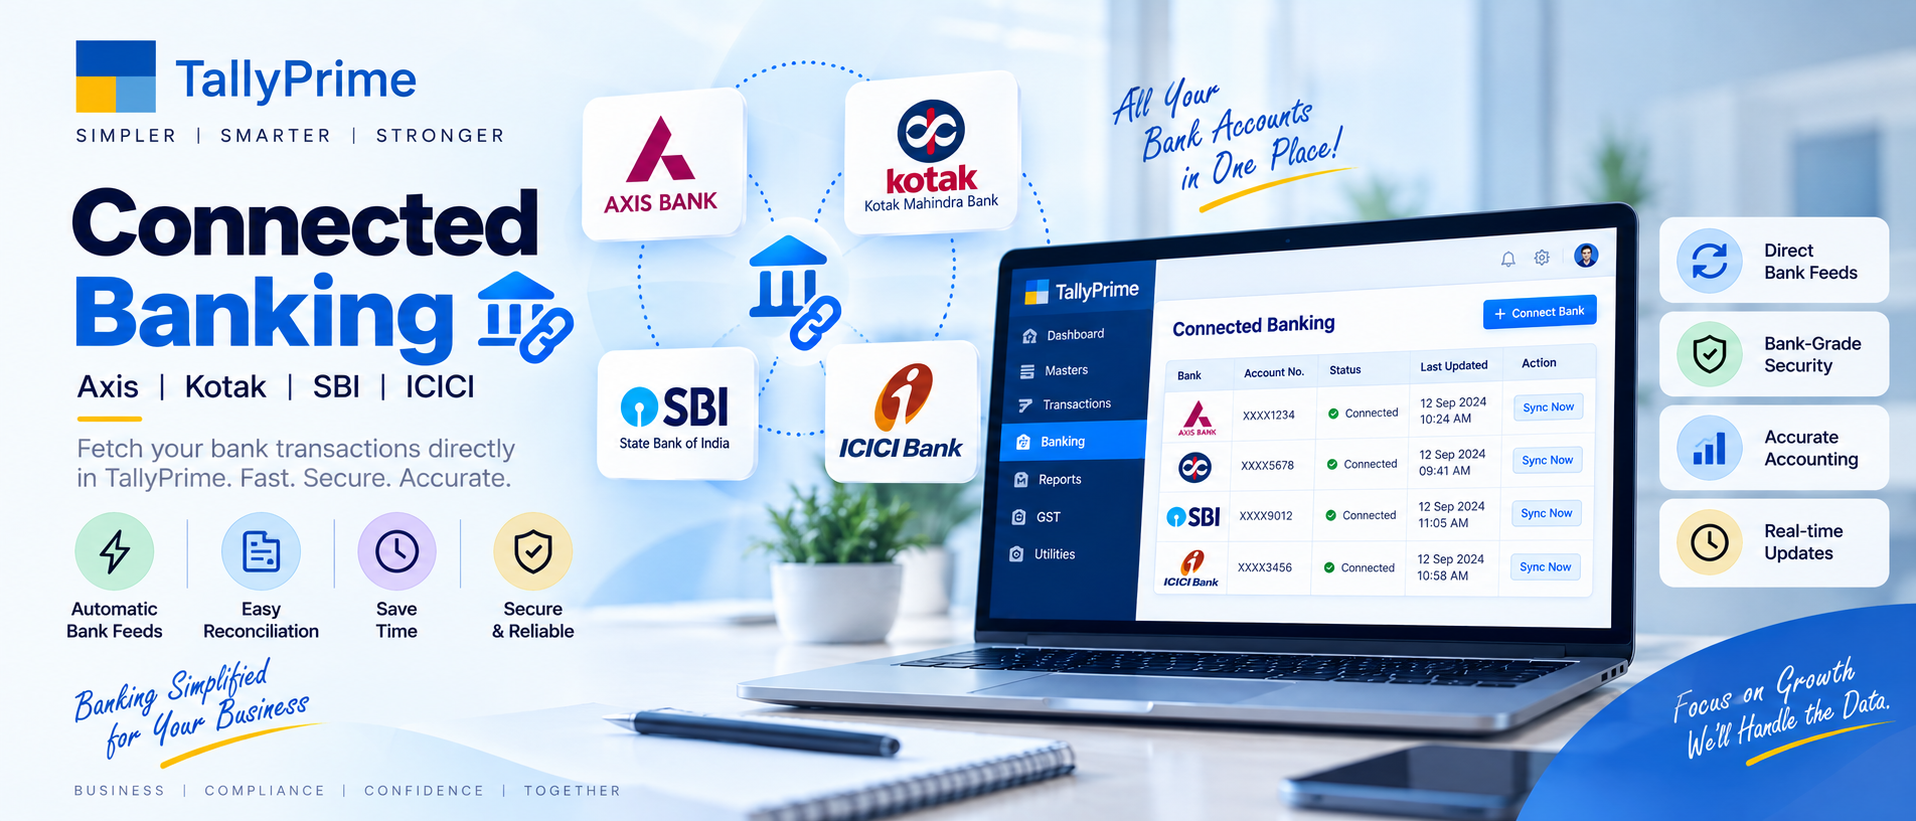 TallyPrime
SIMPLER | SMARTER | STRONGER
Connected
Banking
Axis | Kotak | SBI | ICICI
Fetch your bank transactions directly
in TallyPrime. Fast. Secure. Accurate.
Automatic
Bank Feeds
Easy
Reconciliation
Save
Time
Secure
& Reliable
Banking Simplified
for Your Business
BUSINESS | COMPLIANCE | CONFIDENCE | TOGETHER
AXIS BANK
kotak
Kotak Mahindra Bank
SBI
State Bank of India
ICICI Bank
All Your
Bank Accounts
in One Place!
TallyPrime
Dashboard
Masters
Transactions
Banking
Reports
GST
Utilities
Connected Banking
+ Connect Bank
Bank Account No. Status Last Updated Action
AXIS BANK XXXX1234 Connected 12 Sep 2024 10:24 AM Sync Now
XXXX5678 Connected 12 Sep 2024 09:41 AM Sync Now
SBI XXXX9012 Connected 12 Sep 2024 11:05 AM Sync Now
ICICI Bank XXXX3456 Connected 12 Sep 2024 10:58 AM Sync Now
Direct
Bank Feeds
Bank-Grade
Security
Accurate
Accounting
Real-time
Updates
Focus on Growth
We'll Handle the Data.